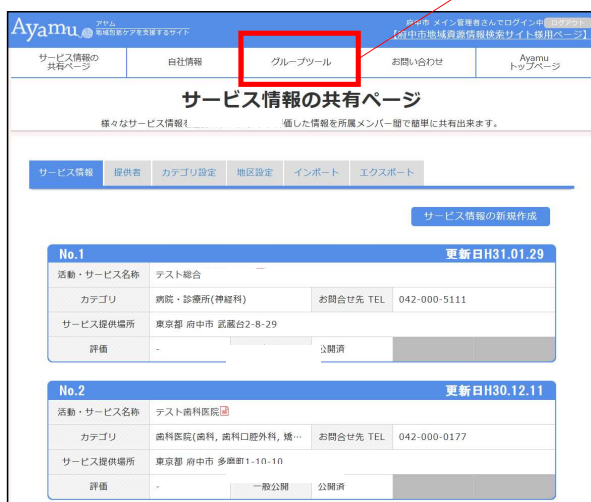 Ayamu アヤム 地域包括ケアを支援するサイト
府中市 メイン管理者さんでログイン中 ログアウト
【府中市地域資源情報検索サイト様用ページ】
サービス情報の共有ページ 自社情報 グループツール お問い合わせ Ayamuトップページ
サービス情報の共有ページ
様々なサービス情報を 価した情報を所属メンバー間で簡単に共有出来ます。
サービス情報 提供者 カテゴリ設定 地区設定 インポート エクスポート
サービス情報の新規作成
No.1 更新日H31.01.29
活動・サービス名称 テスト総合
カテゴリ 病院・診療所(神経科) お問合せ先 TEL 042-000-5111
サービス提供場所 東京都 府中市 武蔵台2-8-29
評価 - 公開済
No.2 更新日H30.12.11
活動・サービス名称 テスト歯科医院
カテゴリ 歯科医院(歯科, 歯科口腔外科, 矯… お問合せ先 TEL 042-000-0177
サービス提供場所 東京都 府中市 多磨町1-10-10
評価 - 一般公開 公開済